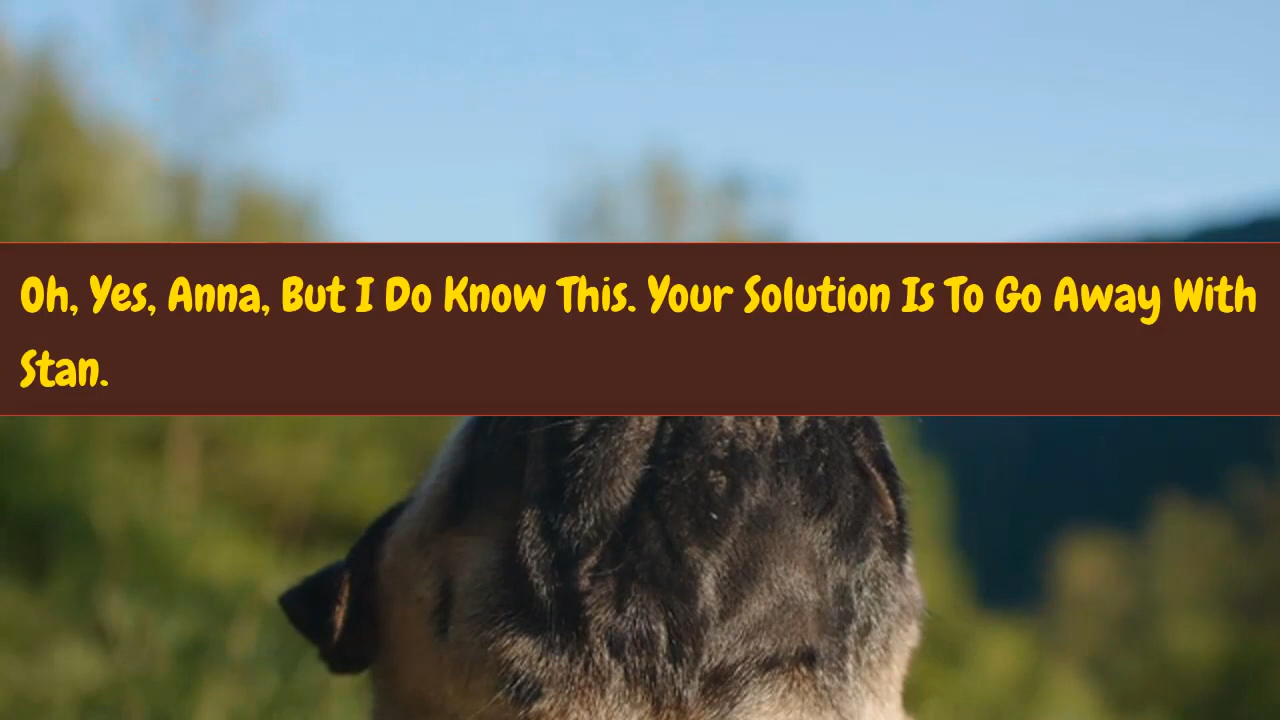 Oh, Yes, Anna, But I Do Know This. Your Solution Is To Go Away With
Stan.